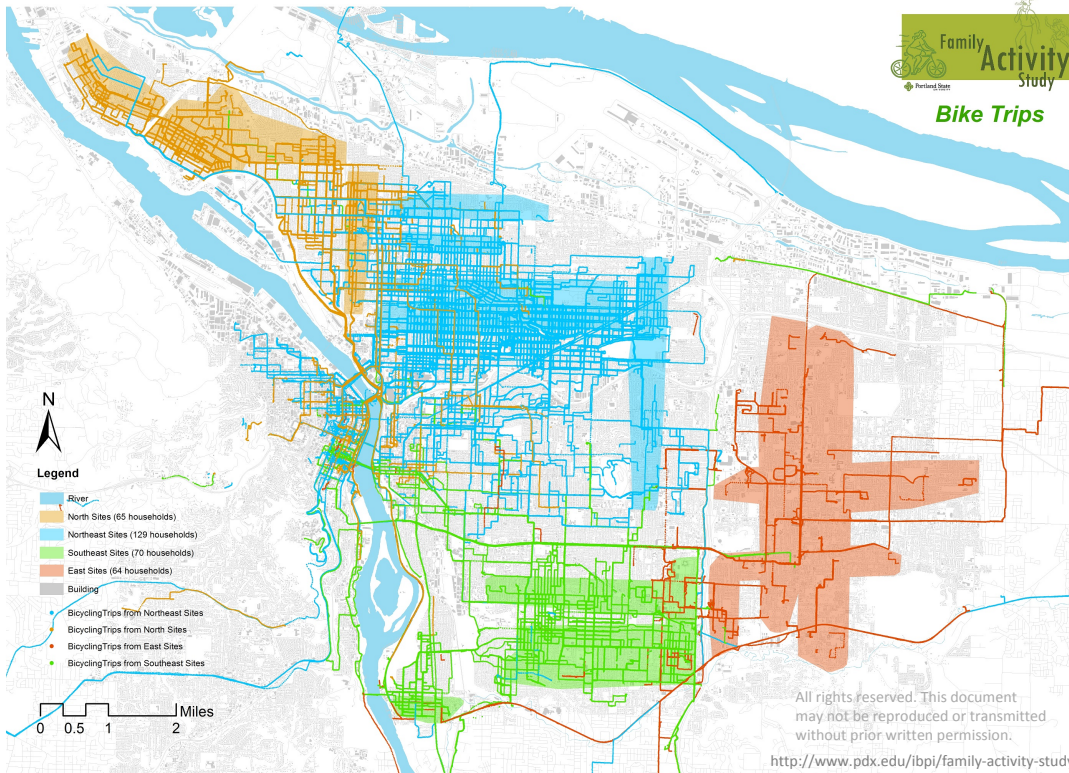 Family
Activity
Study
Portland State
UNIVERSITY
Bike Trips
N
Legend
River
North Sites (65 households)
Northeast Sites (129 households)
Southeast Sites (70 households)
East Sites (64 households)
Building
BicyclingTrips from Northeast Sites
BicyclingTrips from North Sites
BicyclingTrips from East Sites
BicyclingTrips from Southeast Sites
Miles
0 0.5 1 2
All rights reserved. This document
may not be reproduced or transmitted
without prior written permission.
http://www.pdx.edu/ibpi/family-activity-study